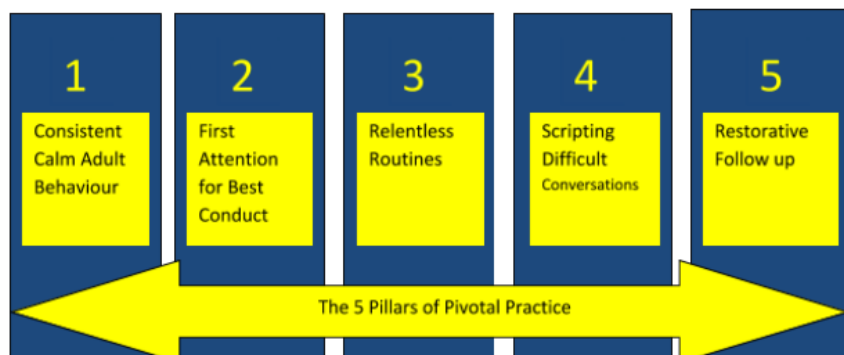 1
Consistent
Calm Adult
Behaviour
2
First
Attention
for Best
Conduct
3
Relentless
Routines
4
Scripting
Difficult
Conversations
5
Restorative
Follow up
The 5 Pillars of Pivotal Practice